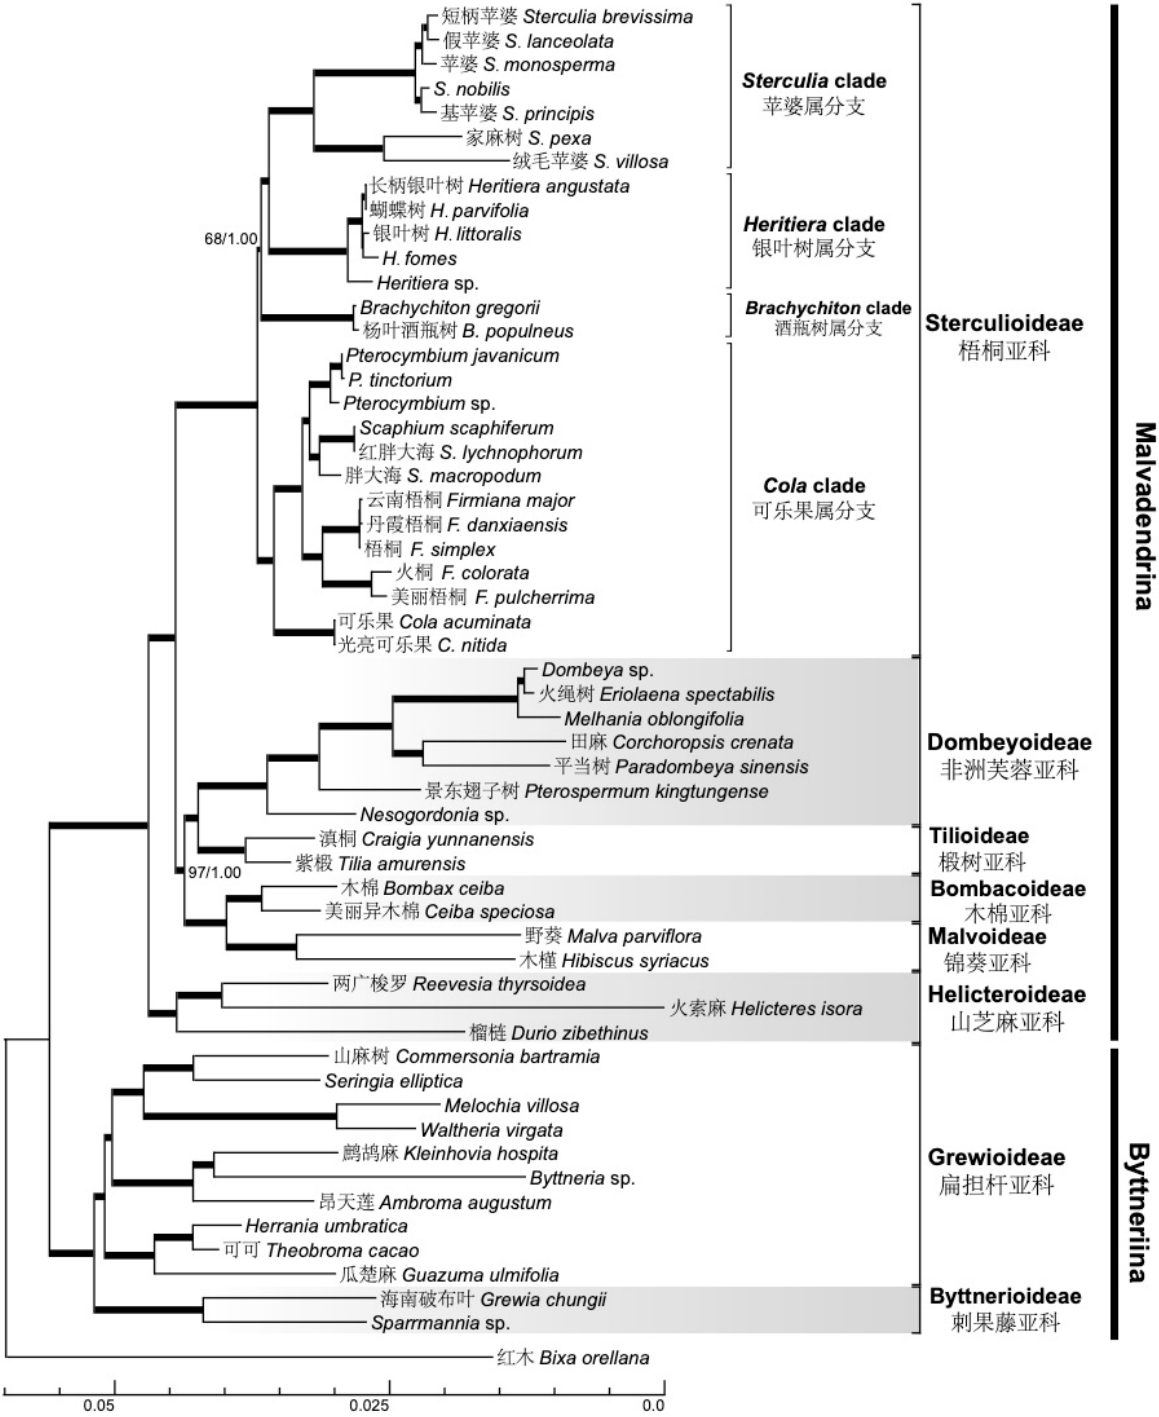 短柄苹婆 Sterculia brevissima
假苹婆 S. lanceolata
苹婆 S. monosperma
S. nobilis
基苹婆 S. principis
家麻树 S. pexa
绒毛苹婆 S. villosa
Sterculia clade
苹婆属分支
长柄银叶树 Heritiera angustata
蝴蝶树 H. parvifolia
银叶树 H. littoralis
H. fomes
Heritiera sp.
Heritiera clade
银叶树属分支
68/1.00
Brachychiton gregorii
杨叶酒瓶树 B. populneus
Brachychiton clade
酒瓶树属分支
Pterocymbium javanicum
P. tinctorium
Pterocymbium sp.
Scaphium scaphiferum
红胖大海 S. lychnophorum
胖大海 S. macropodum
云南梧桐 Firmiana major
丹霞梧桐 F. danxiaensis
梧桐 F. simplex
火桐 F. colorata
美丽梧桐 F. pulcherrima
可乐果 Cola acuminata
光亮可乐果 C. nitida
Cola clade
可乐果属分支
Sterculioideae
梧桐亚科
Dombeya sp.
火绳树 Eriolaena spectabilis
Melhania oblongifolia
田麻 Corchoropsis crenata
平当树 Paradombeya sinensis
景东翅子树 Pterospermum kingtungense
Nesogordonia sp.
Dombeyoideae
非洲芙蓉亚科
滇桐 Craigia yunnanensis
紫椴 Tilia amurensis
Tilioideae
椴树亚科
97/1.00
木棉 Bombax ceiba
美丽异木棉 Ceiba speciosa
Bombacoideae
木棉亚科
野葵 Malva parviflora
木槿 Hibiscus syriacus
Malvoideae
锦葵亚科
两广梭罗 Reevesia thyrsoidea
火索麻 Helicteres isora
榴梿 Durio zibethinus
Helicteroideae
山芝麻亚科
Malvadendrina
山麻树 Commersonia bartramia
Seringia elliptica
Melochia villosa
Waltheria virgata
鹧鸪麻 Kleinhovia hospita
Byttneria sp.
昂天莲 Ambroma augustum
Herrania umbratica
可可 Theobroma cacao
瓜楚麻 Guazuma ulmifolia
Grewioideae
扁担杆亚科
海南破布叶 Grewia chungii
Sparrmannia sp.
Byttnerioideae
刺果藤亚科
Byttneriina
红木 Bixa orellana
0.05 0.025 0.0